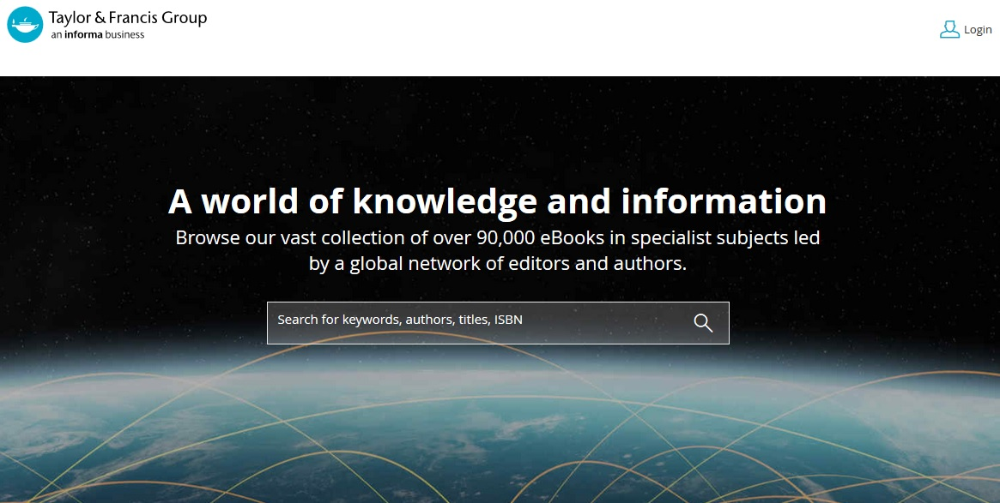 Taylor & Francis Group
an informa business
Login
A world of knowledge and information
Browse our vast collection of over 90,000 eBooks in specialist subjects led
by a global network of editors and authors.
Search for keywords, authors, titles, ISBN